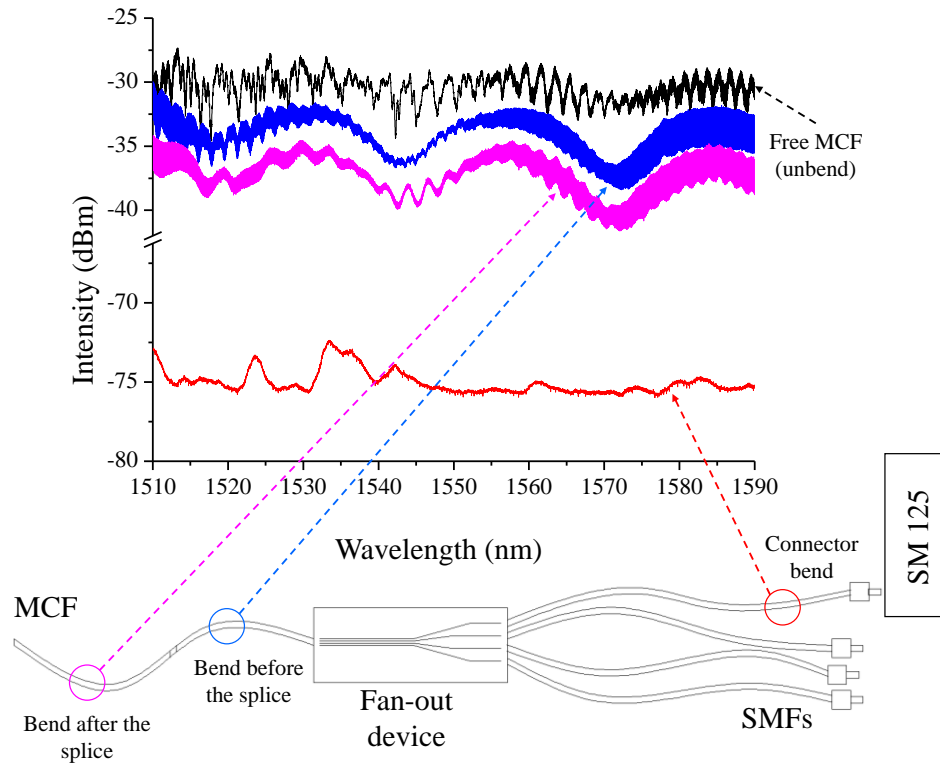 -25
-30
-35
-40
-70
-75
-80
Intensity (dBm)
1510 1520 1530 1540 1550 1560 1570 1580 1590
Wavelength (nm)
Free MCF
(unbend)
Connector
bend
SM 125
MCF
Bend before
the splice
Bend after the
splice
Fan-out
device
SMFs